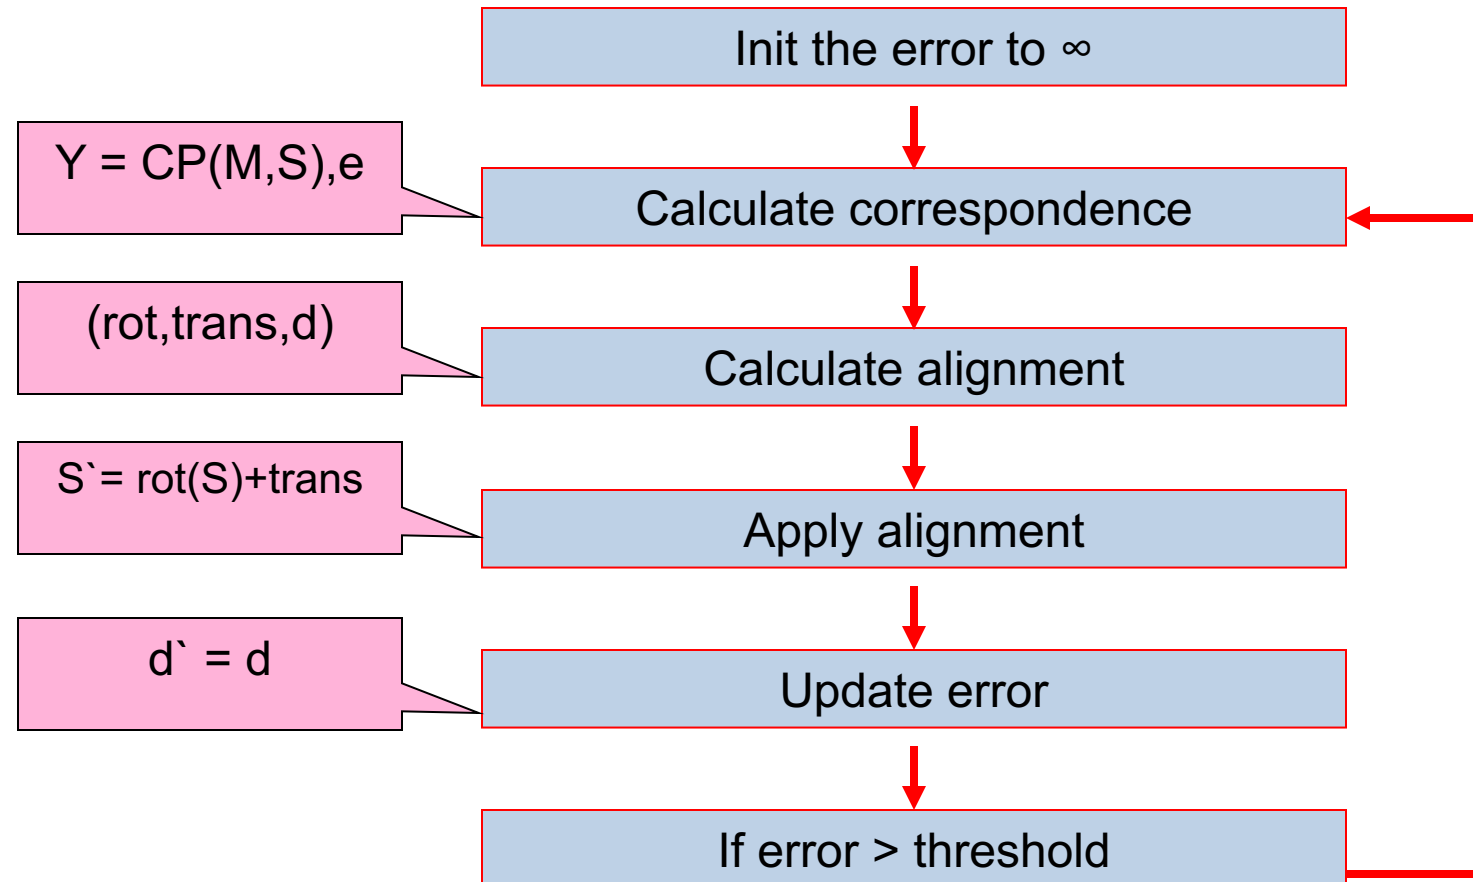 Init the error to ∞
Y = CP(M,S),e
Calculate correspondence
(rot,trans,d)
Calculate alignment
S`= rot(S)+trans
Apply alignment
d` = d
Update error
If error > threshold